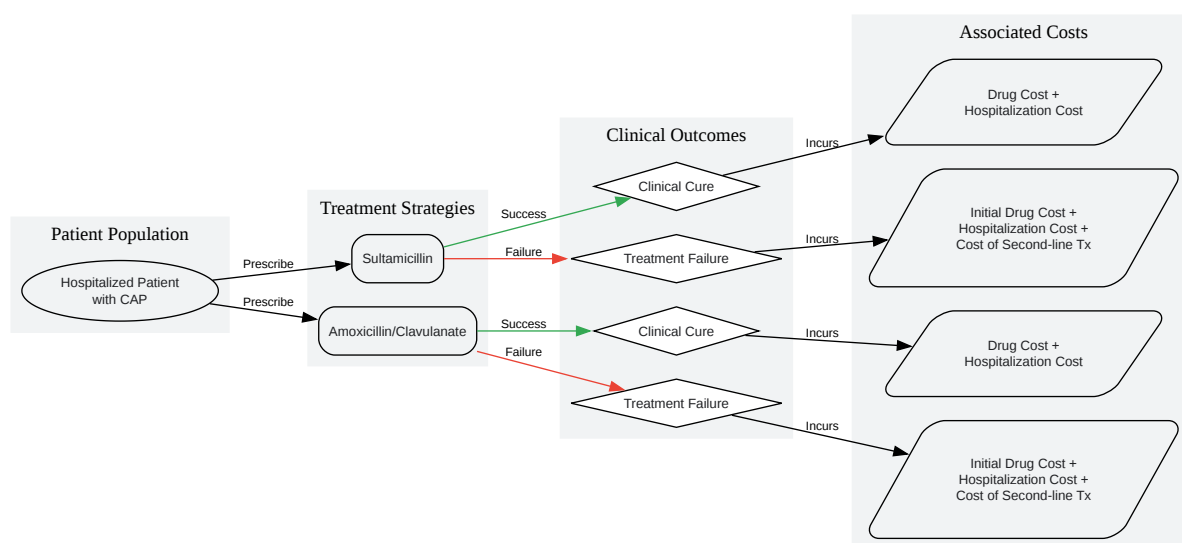 Patient Population
Hospitalized Patient
with CAP
Prescribe
Prescribe
Treatment Strategies
Sultamicillin
Amoxicillin/Clavulanate
Success
Failure
Success
Failure
Clinical Outcomes
Clinical Cure
Treatment Failure
Clinical Cure
Treatment Failure
Incurs
Incurs
Incurs
Incurs
Associated Costs
Drug Cost +
Hospitalization Cost
Initial Drug Cost +
Hospitalization Cost +
Cost of Second-line Tx
Drug Cost +
Hospitalization Cost
Initial Drug Cost +
Hospitalization Cost +
Cost of Second-line Tx